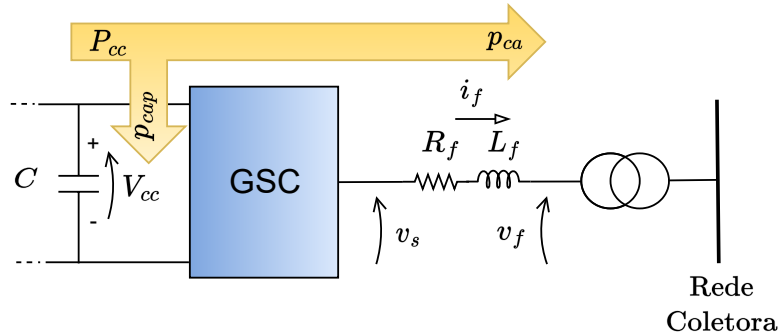 P_cc
p_ca
p_cap
i_f
R_f L_f
+
C
V_cc
GSC
-
v_s
v_f
Rede
Coletora